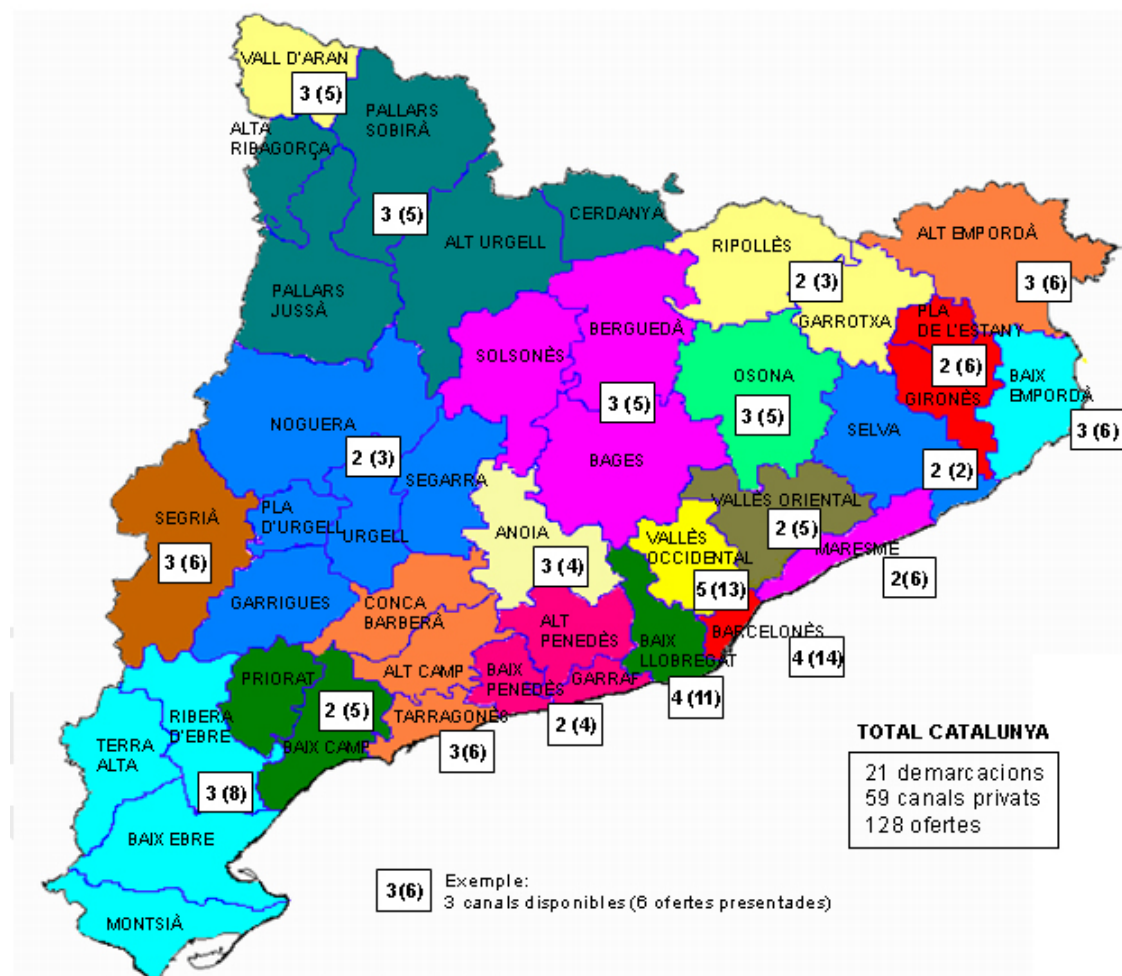 VALL D'ARAN
3 (5)
PALLARS
SOBIRÀ
ALTA
RIBAGORÇA
3 (5)
CERDANYA
ALT URGELL
PALLARS
JUSSÀ
RIPOLLÈS
ALT EMPORDÀ
2 (3)
3 (6)
GARROTXA
PLA
DE L'ESTANY
2 (6)
GIRONÈS
BAIX
EMPORDÀ
3 (6)
BERGUEDÀ
SOLSONÈS
3 (5)
OSONA
3 (5)
SELVA
2 (2)
NOGUERA
2 (3)
SEGARRA
BAGES
VALLÈS ORIENTAL
2 (5)
SEGRIÀ
3 (6)
PLA
D'URGELL
URGELL
ANOIA
3 (4)
VALLÈS
OCCIDENTAL
5 (13)
MARESME
2(6)
GARRIGUES
CONCA
BARBERÀ
ALT
PENEDÈS
BAIX
LLOBREGAT
4 (11)
BARCELONÈS
4 (14)
PRIORAT
ALT CAMP
BAIX
PENEDÈS
GARRAF
2 (4)
2 (5)
TARRAGONÈS
3(6)
RIBERA
D'EBRE
BAIX CAMP
TERRA
ALTA
3 (8)
BAIX EBRE
MONTSIÀ
TOTAL CATALUNYA
21 demarcacions
59 canals privats
128 ofertes
3(6)
Exemple:
3 canals disponibles (6 ofertes presentades)